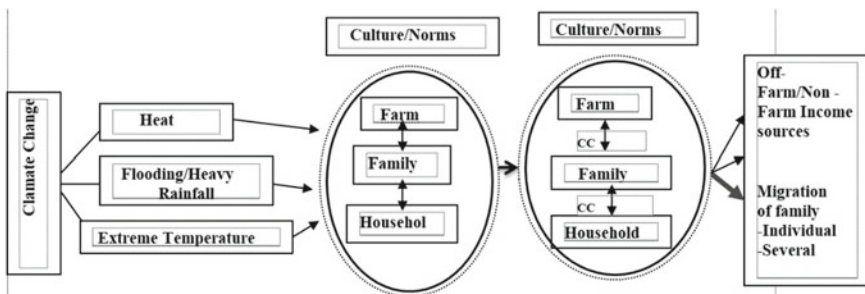 Clamate Change
Heat
Flooding/Heavy
Rainfall
Extreme Temperature
Culture/Norms
Farm
Family
Househol
Culture/Norms
Farm
CC
Family
CC
Household
Off-
Farm/Non -
Farm Income
sources
Migration
of family
-Individual
-Several